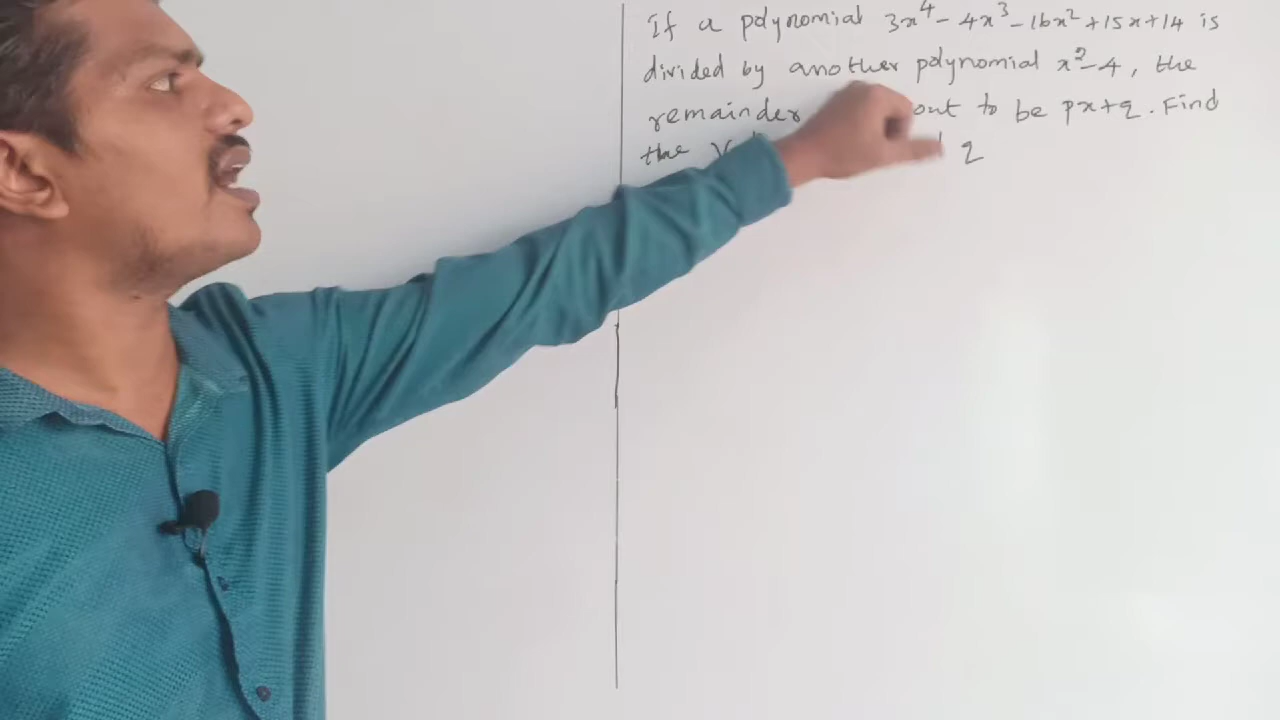 If a polynomial 3x⁴ - 4x³ - 16x² + 15x + 14 is
divided by another polynomial x² - 4, the
remainder out to be px+q. Find
the q